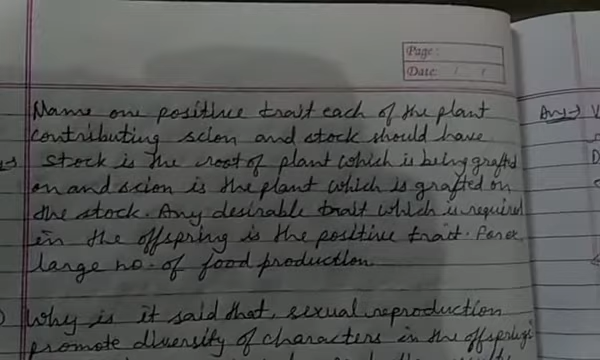 Page:
Date: / /
Name one positive trait each of the plant
contributing scion and stock should have.
Stock is the root of plant which is being grafted
on and scion is the plant which is grafted on
the stock. Any desirable trait which is required
in the offspring is the positive trait. For ex
large no. of food production.
Why is it said that, sexual reproduction
promote diversity of characters in the offsprings
Ans→